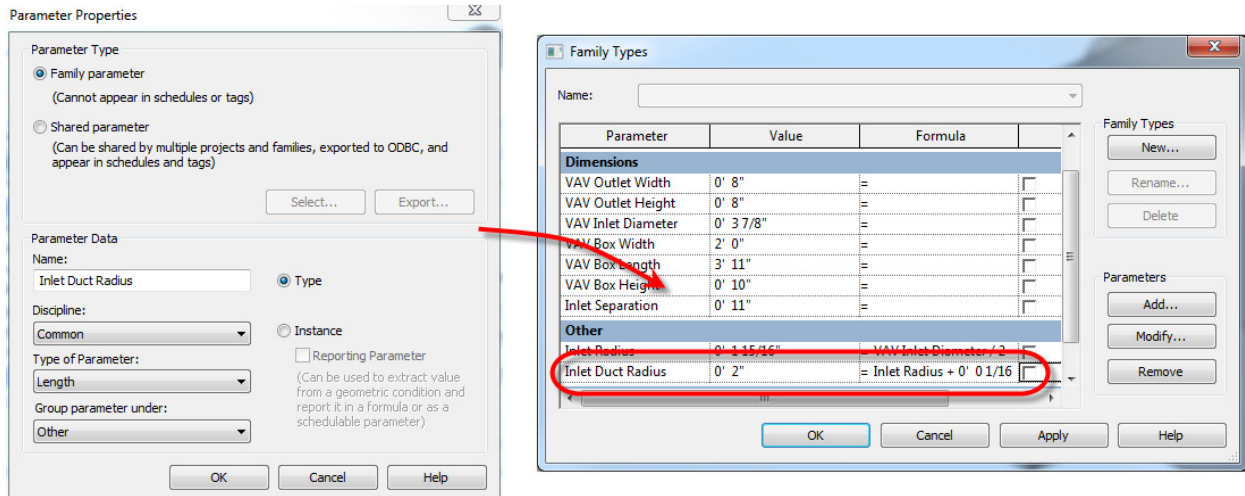 Parameter Properties
Parameter Type
Family parameter
(Cannot appear in schedules or tags)
Shared parameter
(Can be shared by multiple projects and families, exported to ODBC, and
appear in schedules and tags)
Select...
Export...
Parameter Data
Name:
Inlet Duct Radius
Type
Discipline:
Common
Instance
Reporting Parameter
Type of Parameter:
Length
(Can be used to extract value
from a geometric condition and
report it in a formula or as a
schedulable parameter)
Group parameter under:
Other
OK Cancel Help
Family Types
Name:
Parameter Value Formula
Dimensions
VAV Outlet Width 0' 8" =
VAV Outlet Height 0' 8" =
VAV Inlet Diameter 0' 3 7/8" =
VAV Box Width 2' 0" =
VAV Box Length 3' 11" =
VAV Box Height 0' 10" =
Inlet Separation 0' 11" =
Other
Inlet Radius 0' 1 15/16" = VAV Inlet Diameter / 2
Inlet Duct Radius 0' 2" = Inlet Radius + 0' 0 1/16
Family Types
New...
Rename...
Delete
Parameters
Add...
Modify...
Remove
OK Cancel Apply Help